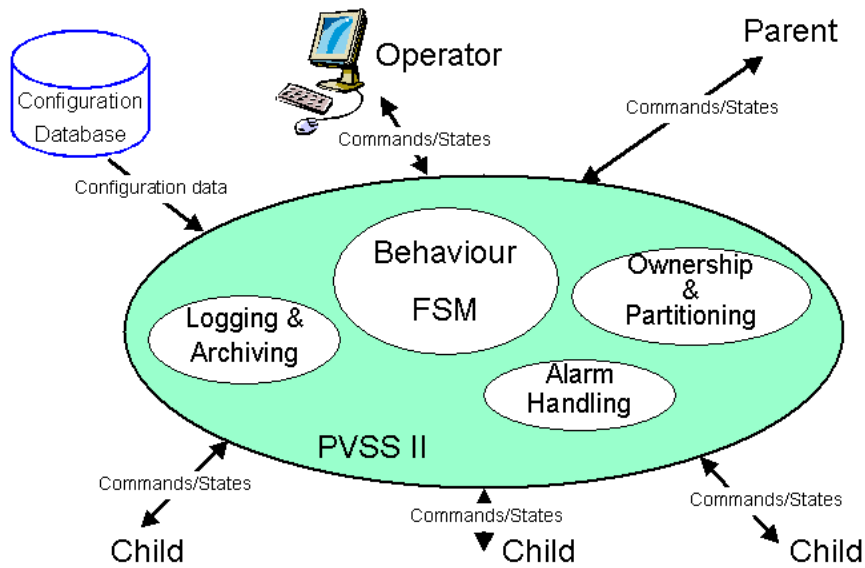 Parent
Operator
Configuration
Database
Commands/States
Commands/States
Configuration data
Behaviour
FSM
Ownership
&
Partitioning
Logging &
Archiving
Alarm
Handling
PVSS II
Commands/States
Commands/States
Commands/States
Child
Child
Child